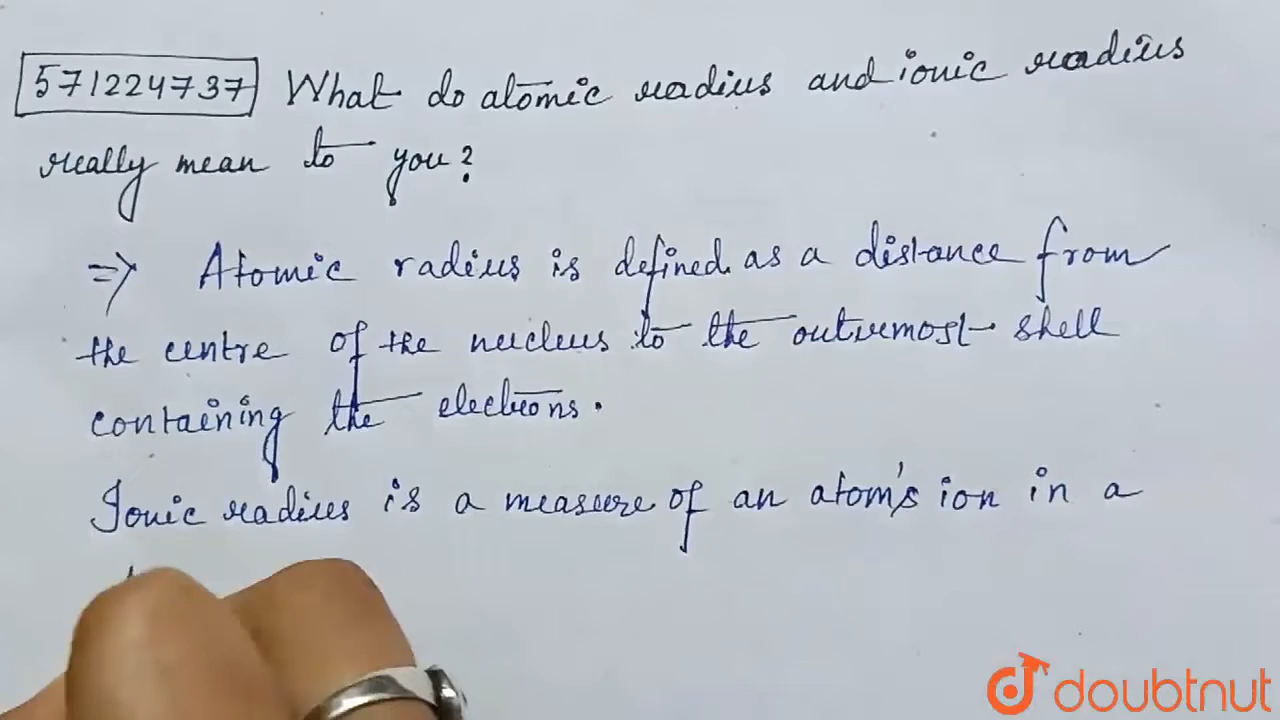 571224737 What do atomic radius and ionic radius
really mean to you?
=> Atomic radius is defined as a distance from
the centre of the nucleus to the outermost shell
containing the electrons.
Ionic radius is a measure of an atom's ion in a
doubtnut